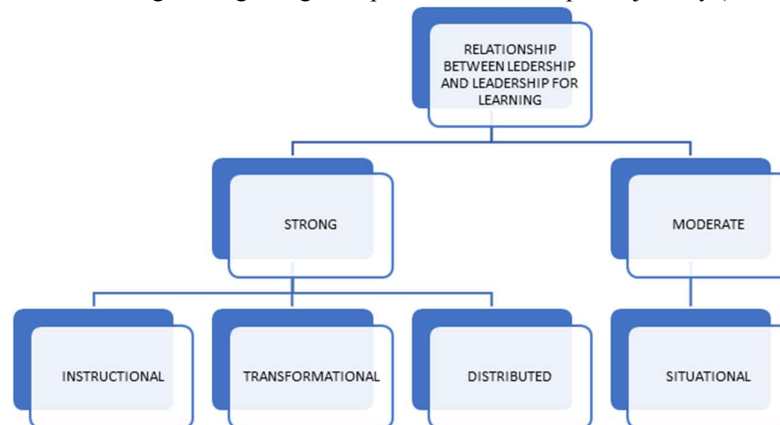 RELATIONSHIP
BETWEEN LEDERSHIP
AND LEADERSHIP FOR
LEARNING
STRONG
MODERATE
INSTRUCTIONAL
TRANSFORMATIONAL
DISTRIBUTED
SITUATIONAL